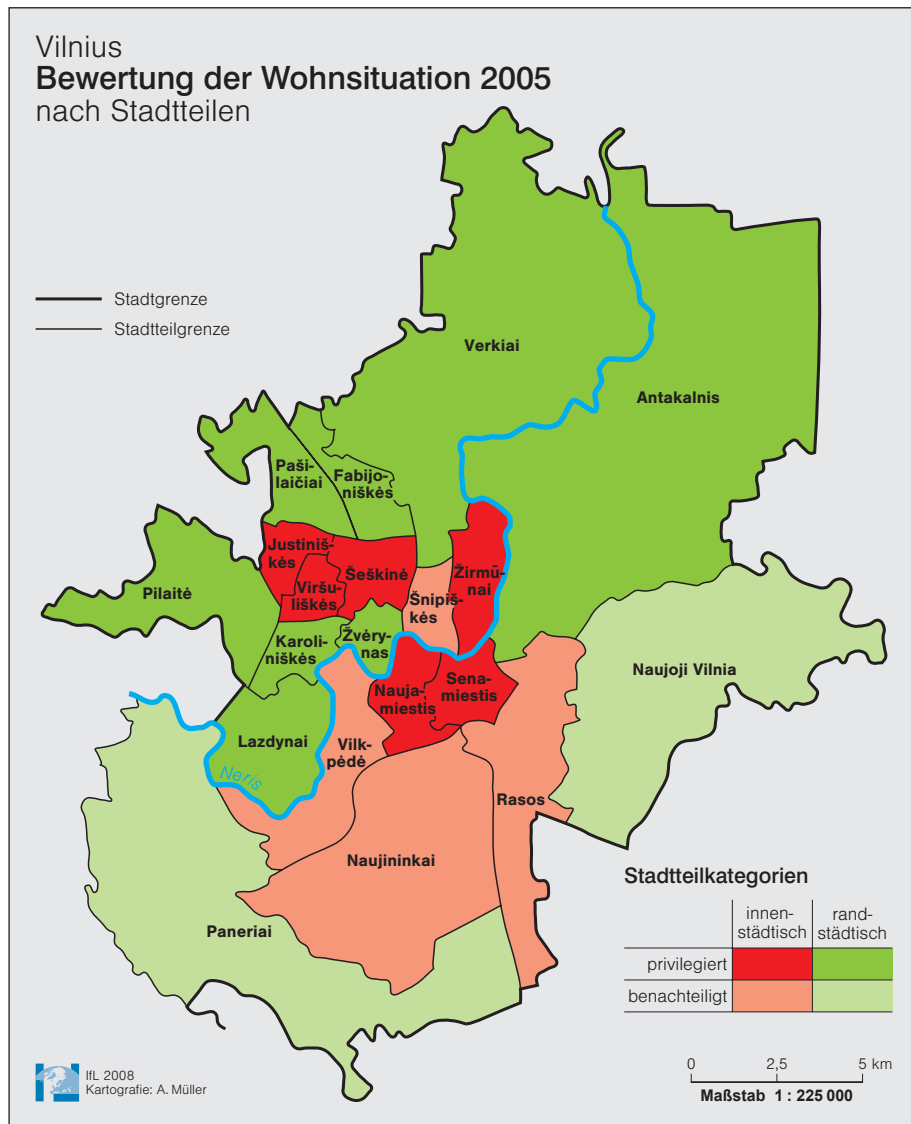 Vilnius
Bewertung der Wohnsituation 2005
nach Stadtteilen
Stadtgrenze
Stadtteilgrenze
Verkiai
Antakalnis
Paši-
laičiai
Fabijo-
niškės
Justiniš-
kės
Viršu-
liškės
Šeškinė
Žirmū-
nai
Šnipiš-
kės
Pilaitė
Karoli-
niškės
Žvėry-
nas
Nauja-
miestis
Sena-
miestis
Naujoji Vilnia
Lazdynai
Vilk-
pėdė
Neris
Rasos
Naujininkai
Paneriai
Stadtteilkategorien
innen-
städtisch
rand-
städtisch
privilegiert
benachteiligt
IfL 2008
Kartografie: A. Müller
0 2,5 5 km
Maßstab 1 : 225 000